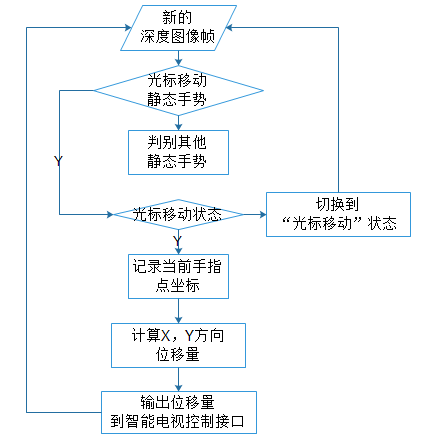 新的
深度图像帧
光标移动
静态手势
判别其他
静态手势
Y
光标移动状态
切换到
“光标移动”状态
Y
记录当前手指
点坐标
计算X，Y方向
位移量
输出位移量
到智能电视控制接口